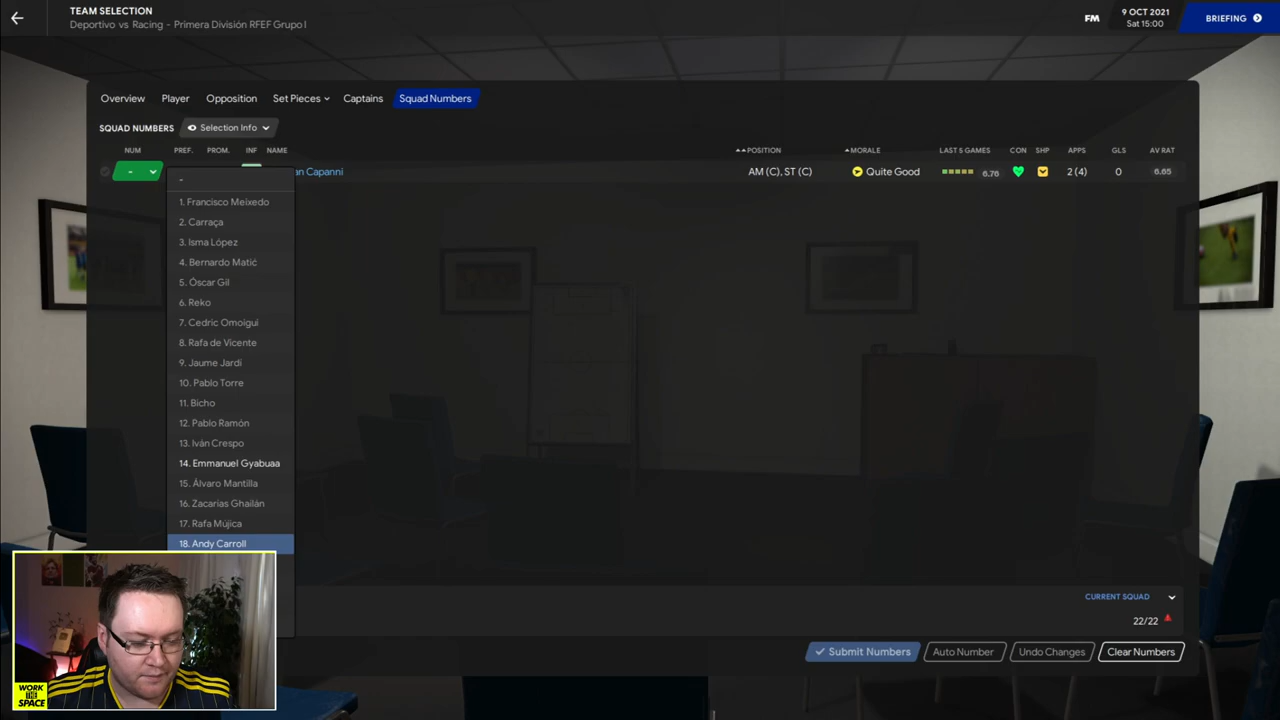 TEAM SELECTION
Deportivo vs Racing - Primera División RFEF Grupo I
FM
9 OCT 2021
Sat 15:00
BRIEFING
Overview
Player
Opposition
Set Pieces
Captains
Squad Numbers
SQUAD NUMBERS
Selection Info
NUM PREF. PROM. INF NAME POSITION MORALE LAST 5 GAMES CON SHP APPS GLS AV RAT
- an Capanni AM (C), ST (C) Quite Good 6.76 2 (4) 0 6.65
-
1. Francisco Meixedo
2. Carraça
3. Isma López
4. Bernardo Matić
5. Óscar Gil
6. Reko
7. Cedric Omoigui
8. Rafa de Vicente
9. Jaume Jardí
10. Pablo Torre
11. Bicho
12. Pablo Ramón
13. Iván Crespo
14. Emmanuel Gyabuaa
15. Álvaro Mantilla
16. Zacarías Ghailán
17. Rafa Mújica
18. Andy Carroll
CURRENT SQUAD
22/22
Submit Numbers
Auto Number
Undo Changes
Clear Numbers
WORK
THE
SPACE